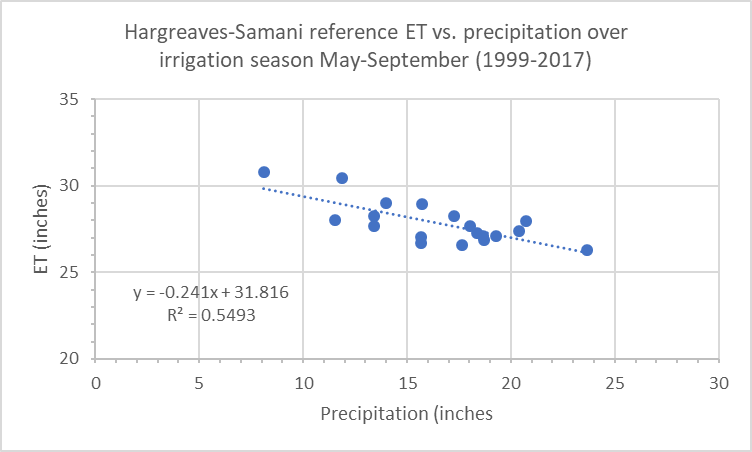 Hargreaves-Samani reference ET vs. precipitation over
irrigation season May-September (1999-2017)
35
30
25
20
ET (inches)
y = -0.241x + 31.816
R² = 0.5493
0 5 10 15 20 25 30
Precipitation (inches